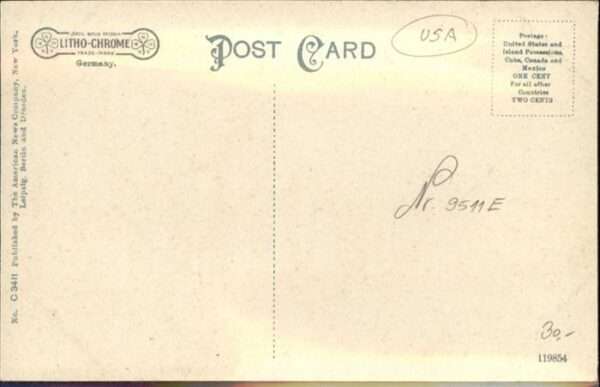 LITHO-CHROME
TRADE-MARK
Germany.
POST CARD
USA
Postage:
United States and
Island Possessions,
Cuba, Canada and
Mexico
ONE CENT
For all other
Countries
TWO CENTS
No. C 3411 Published by The American News Company, New York,
Leipzig, Berlin and Dresden.
Nr. 9511E
30,-
119854